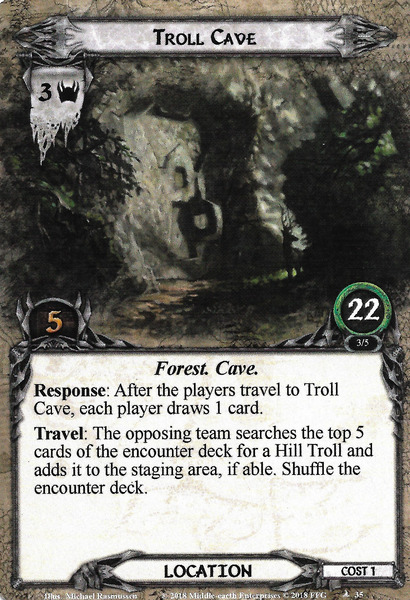 TROLL CAVE
3
5
22
3/5
Forest. Cave.
Response: After the players travel to Troll
Cave, each player draws 1 card.
Travel: The opposing team searches the top 5
cards of the encounter deck for a Hill Troll and
adds it to the staging area, if able. Shuffle the
encounter deck.
LOCATION
COST 1
Illus. Michael Rasmussen
© 2018 Middle-earth Enterprises © 2018 FFG
35